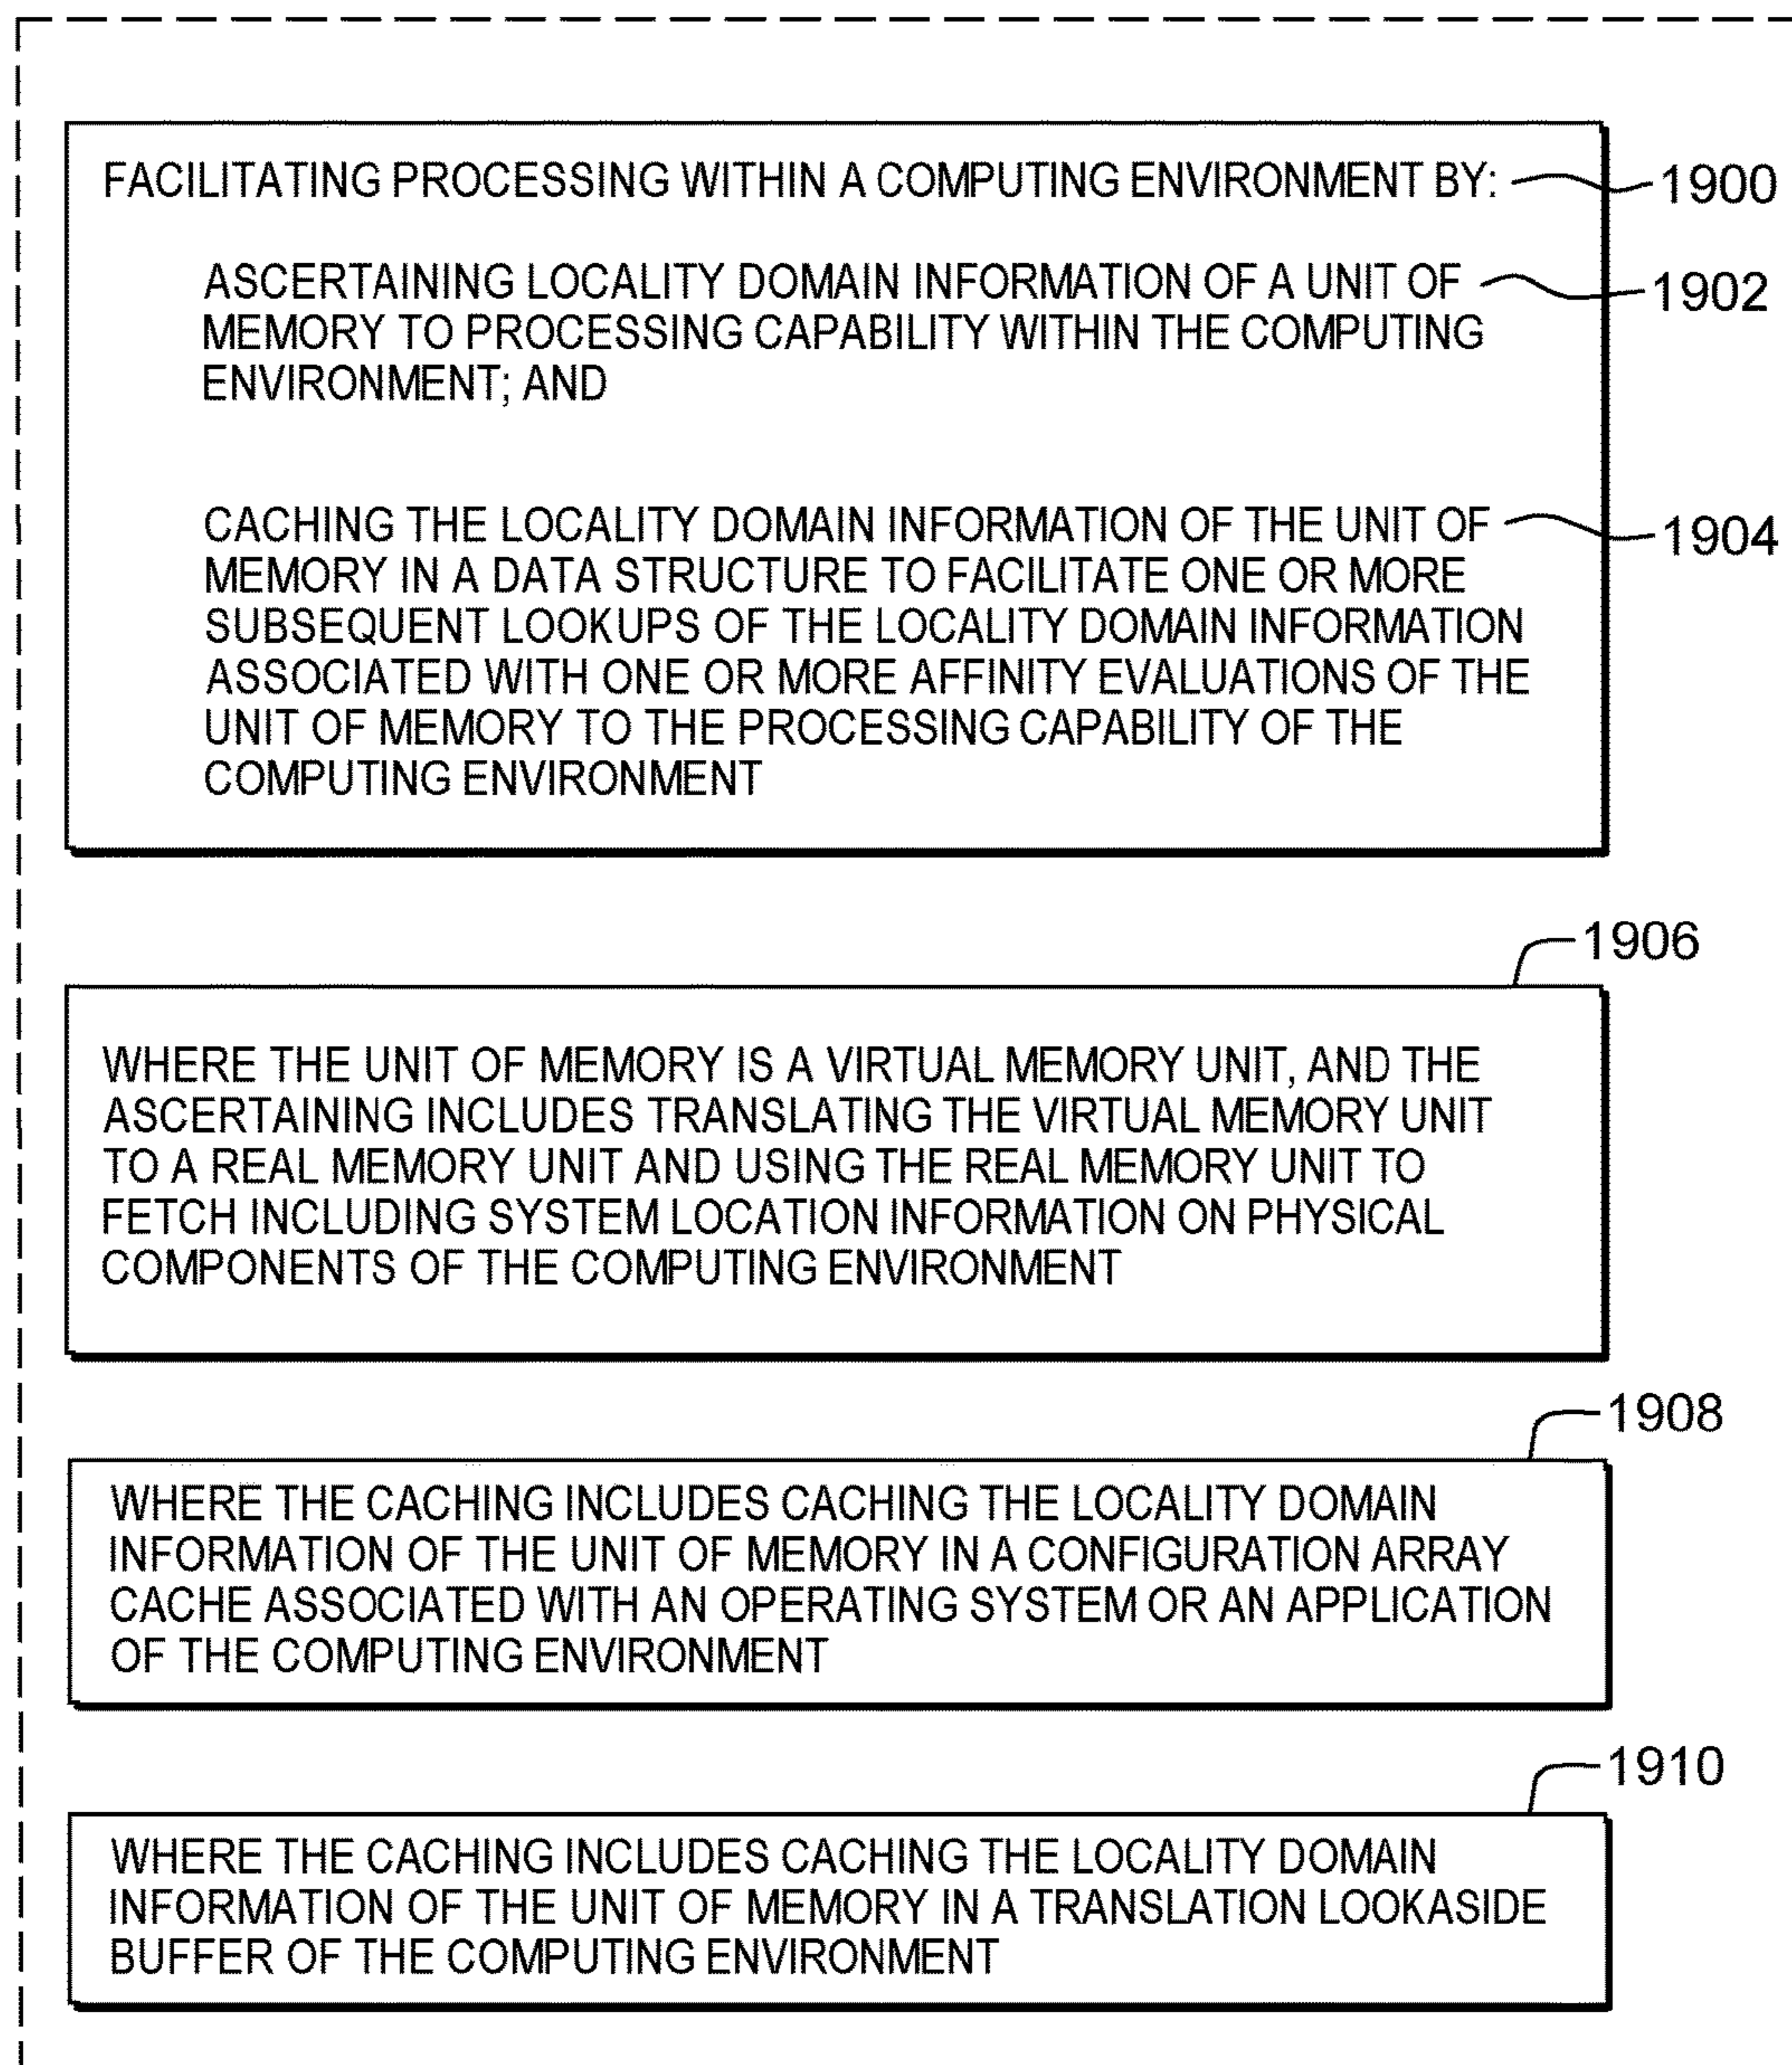 FACILITATING PROCESSING WITHIN A COMPUTING ENVIRONMENT BY: 1900
ASCERTAINING LOCALITY DOMAIN INFORMATION OF A UNIT OF 1902
MEMORY TO PROCESSING CAPABILITY WITHIN THE COMPUTING
ENVIRONMENT; AND
CACHING THE LOCALITY DOMAIN INFORMATION OF THE UNIT OF 1904
MEMORY IN A DATA STRUCTURE TO FACILITATE ONE OR MORE
SUBSEQUENT LOOKUPS OF THE LOCALITY DOMAIN INFORMATION
ASSOCIATED WITH ONE OR MORE AFFINITY EVALUATIONS OF THE
UNIT OF MEMORY TO THE PROCESSING CAPABILITY OF THE
COMPUTING ENVIRONMENT
1906
WHERE THE UNIT OF MEMORY IS A VIRTUAL MEMORY UNIT, AND THE
ASCERTAINING INCLUDES TRANSLATING THE VIRTUAL MEMORY UNIT
TO A REAL MEMORY UNIT AND USING THE REAL MEMORY UNIT TO
FETCH INCLUDING SYSTEM LOCATION INFORMATION ON PHYSICAL
COMPONENTS OF THE COMPUTING ENVIRONMENT
1908
WHERE THE CACHING INCLUDES CACHING THE LOCALITY DOMAIN
INFORMATION OF THE UNIT OF MEMORY IN A CONFIGURATION ARRAY
CACHE ASSOCIATED WITH AN OPERATING SYSTEM OR AN APPLICATION
OF THE COMPUTING ENVIRONMENT
1910
WHERE THE CACHING INCLUDES CACHING THE LOCALITY DOMAIN
INFORMATION OF THE UNIT OF MEMORY IN A TRANSLATION LOOKASIDE
BUFFER OF THE COMPUTING ENVIRONMENT